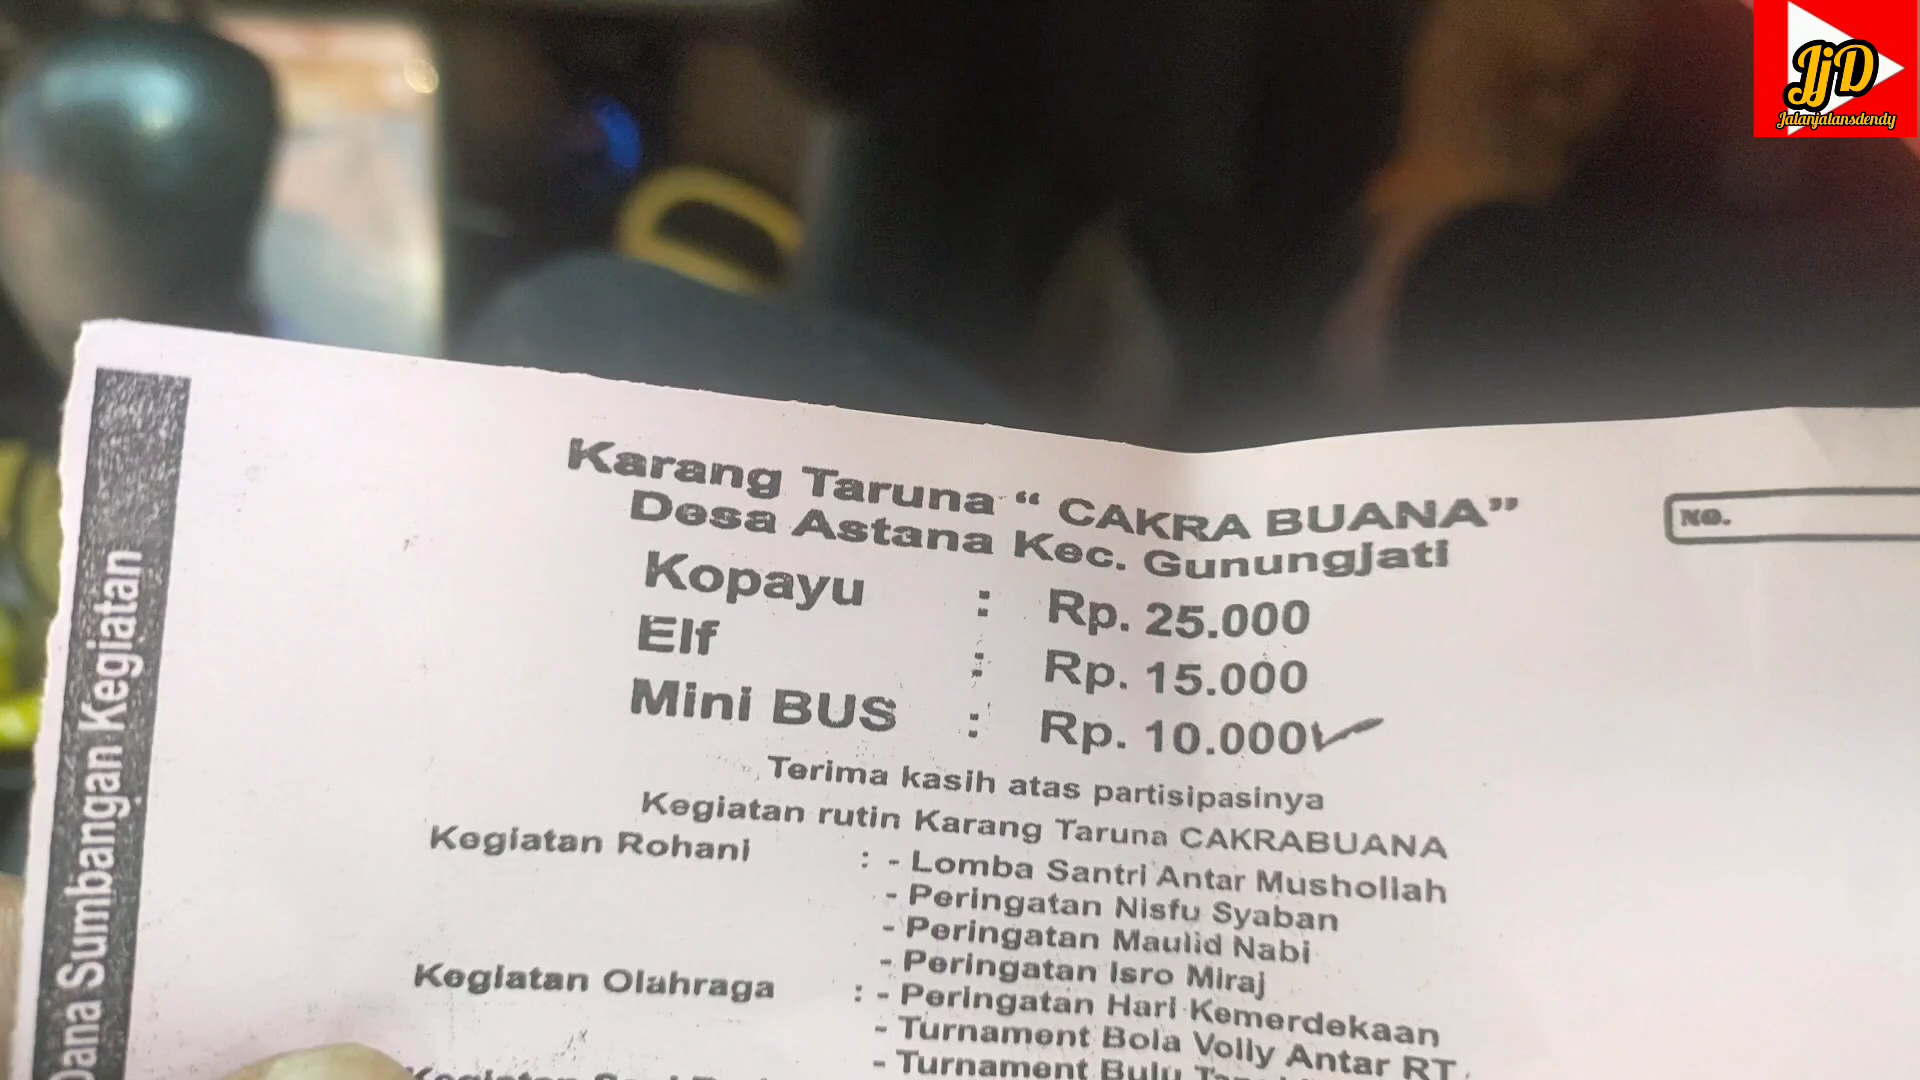 JjD
Jalanjalansdendy
Karang Taruna “ CAKRA BUANA”
Desa Astana Kec. Gunungjati
NO.
Kopayu : Rp. 25.000
Elf : Rp. 15.000
Mini BUS : Rp. 10.000
Terima kasih atas partisipasinya
Kegiatan rutin Karang Taruna CAKRABUANA
Kegiatan Rohani : - Lomba Santri Antar Mushollah
- Peringatan Nisfu Syaban
- Peringatan Maulid Nabi
- Peringatan Isro Miraj
Kegiatan Olahraga : - Peringatan Hari Kemerdekaan
- Turnament Bola Volly Antar RT
- Turnament Bulu
Kegiatan
Dana Sumbangan Kegiatan